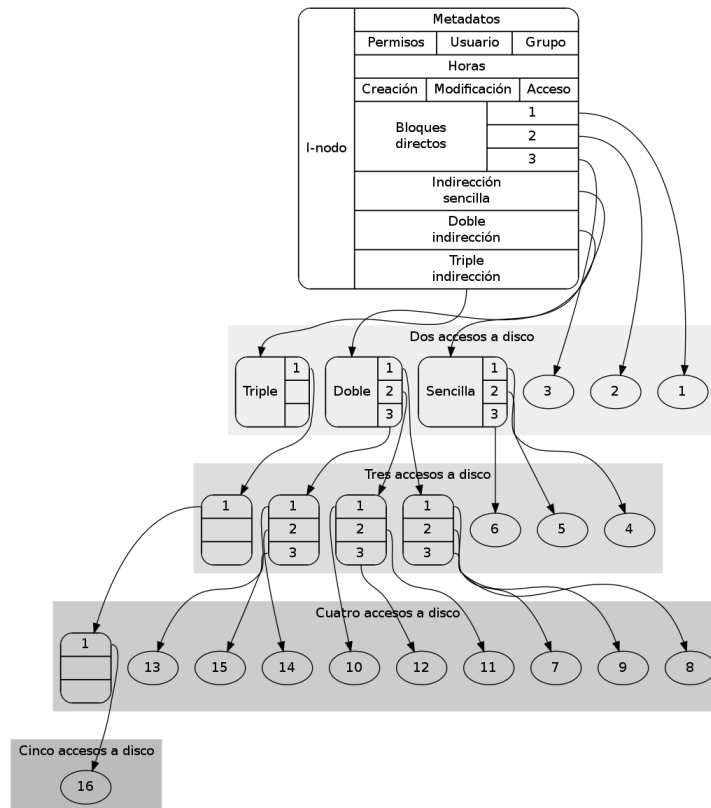 Metadatos
Permisos Usuario Grupo
Horas
Creación Modificación Acceso
I-nodo
Bloques
directos
1
2
3
Indirección
sencilla
Doble
indirección
Triple
indirección
Dos accesos a disco
Triple
1
Doble
1
2
3
Sencilla
1
2
3
3 2 1
Tres accesos a disco
1
1
2
3
1
2
3
1
2
3
6 5 4
Cuatro accesos a disco
1
13 15 14 10 12 11 7 9 8
Cinco accesos a disco
16